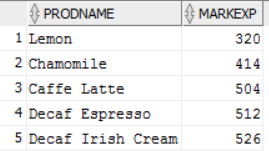 PRODNAME MARKEXP
1 Lemon 320
2 Chamomile 414
3 Caffe Latte 504
4 Decaf Espresso 512
5 Decaf Irish Cream 526